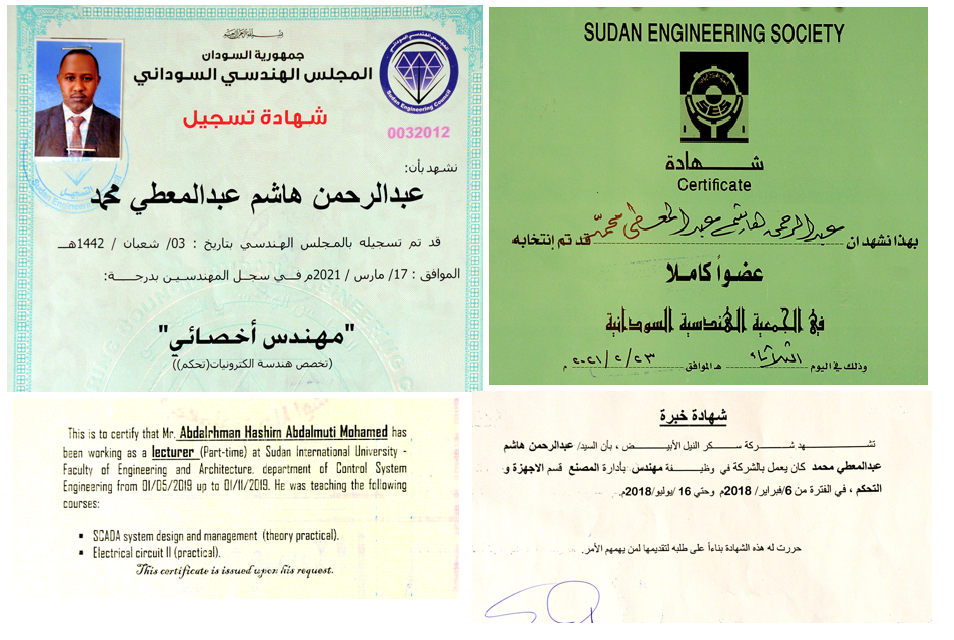 جمهورية السودان
المجلس الهندسي السوداني
Sudan Engineering Council
شهادة تسجيل
0032012
نشهد بأن:
عبدالرحمن هاشم عبدالمعطي محمد
قد تم تسجيله بالمجلس الهندسي بتاريخ : 03/ شعبان / 1442هـ
الموافق : 17/ مارس / 2021م في سجل المهندسين بدرجة:
"مهندس أخصائي"
(تخصص هندسة الكترونيات(تحكم))
SUDAN ENGINEERING SOCIETY
شهادة
Certificate
بهذا نشهد ان عبدالرحمن هاشم عبدالمعطي محمد قد تم إنتخابه
عضواً كاملا
في الجمعية الهندسية السودانية
وذلك في اليوم الثلاثاء هـ الموافق ٢٠٢١/٢/٢٣ م
This is to certify that Mr. Abdalrhman Hashim Abdalmuti Mohamed has
been working as a lecturer (Part-time) at Sudan International University -
Faculty of Engineering and Architecture, department of Control System
Engineering from 01/05/2019 up to 01/11/2019. He was teaching the following
courses:
▪ SCADA system design and management (theory practical).
▪ Electrical circuit II (practical).
This certificate is issued upon his request.
شهادة خبرة
تشهد شركة سكر النيل الأبيض ، بأن السيد/ عبدالرحمن هاشم
عبدالمعطي محمد كان يعمل بالشركة في وظيفة مهندس بأدارة المصنع قسم الاجهزة و
التحكم ، في الفترة من 6/فبراير/ 2018م وحتي 16 /يوليو/2018م.
حررت له هذه الشهادة بناءاً على طلبه لتقديمها لمن يهمهم الأمر.